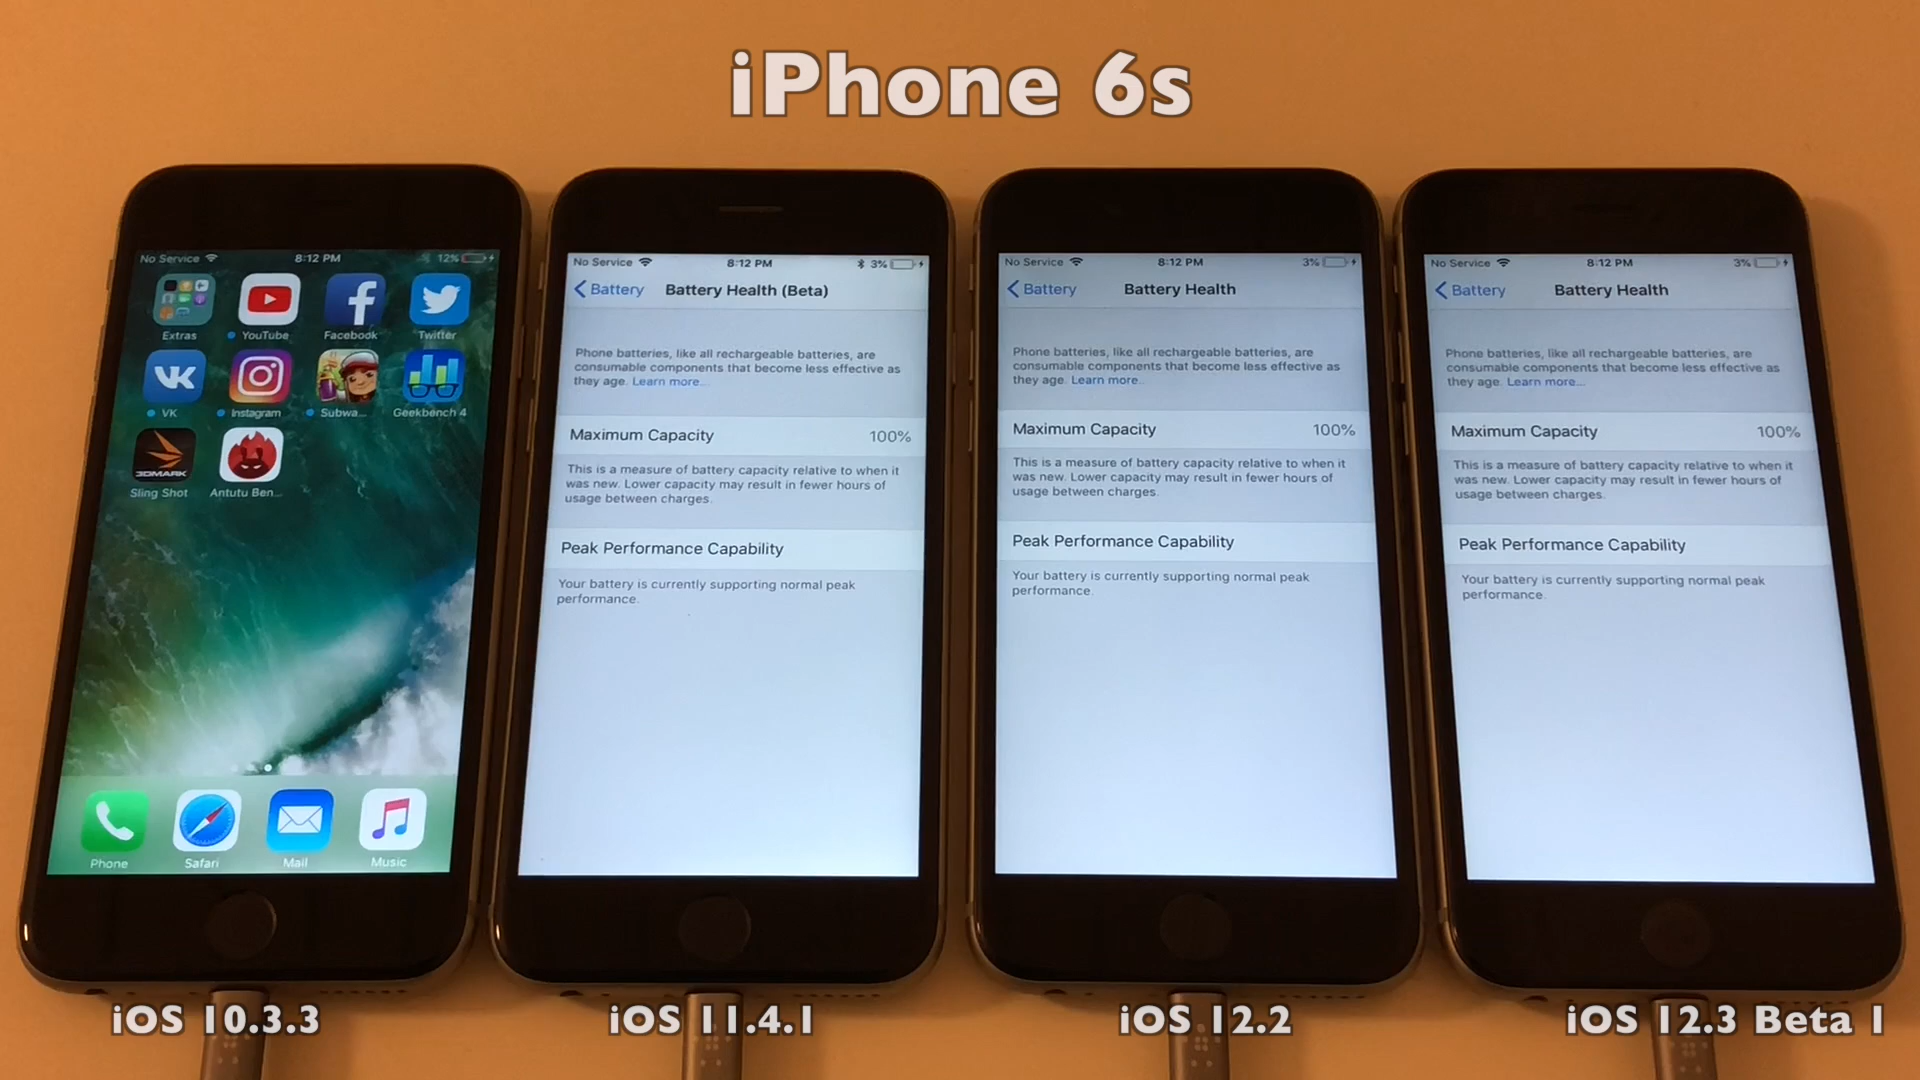 iPhone 6s
No Service 8:12 PM 12%
Extras YouTube Facebook Twitter
VK Instagram Subwa... Geekbench 4
3DMARK
Sling Shot Antutu Ben...
Phone Safari Mail Music
No Service 8:12 PM 3%
Battery Battery Health (Beta)
Phone batteries, like all rechargeable batteries, are
consumable components that become less effective as
they age. Learn more...
Maximum Capacity 100%
This is a measure of battery capacity relative to when it
was new. Lower capacity may result in fewer hours of
usage between charges.
Peak Performance Capability
Your battery is currently supporting normal peak
performance.
No Service 8:12 PM 3%
Battery Battery Health
Phone batteries, like all rechargeable batteries, are
consumable components that become less effective as
they age. Learn more...
Maximum Capacity 100%
This is a measure of battery capacity relative to when it
was new. Lower capacity may result in fewer hours of
usage between charges.
Peak Performance Capability
Your battery is currently supporting normal peak
performance.
No Service 8:12 PM 3%
Battery Battery Health
Phone batteries, like all rechargeable batteries, are
consumable components that become less effective as
they age. Learn more...
Maximum Capacity 100%
This is a measure of battery capacity relative to when it
was new. Lower capacity may result in fewer hours of
usage between charges.
Peak Performance Capability
Your battery is currently supporting normal peak
performance.
iOS 10.3.3 iOS 11.4.1 iOS 12.2 iOS 12.3 Beta 1